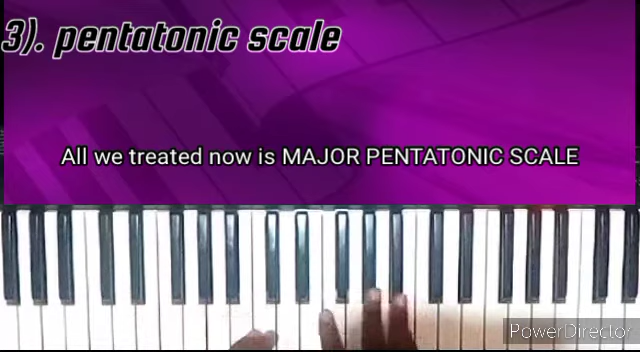 3). pentatonic scale
All we treated now is MAJOR PENTATONIC SCALE
PowerDirector